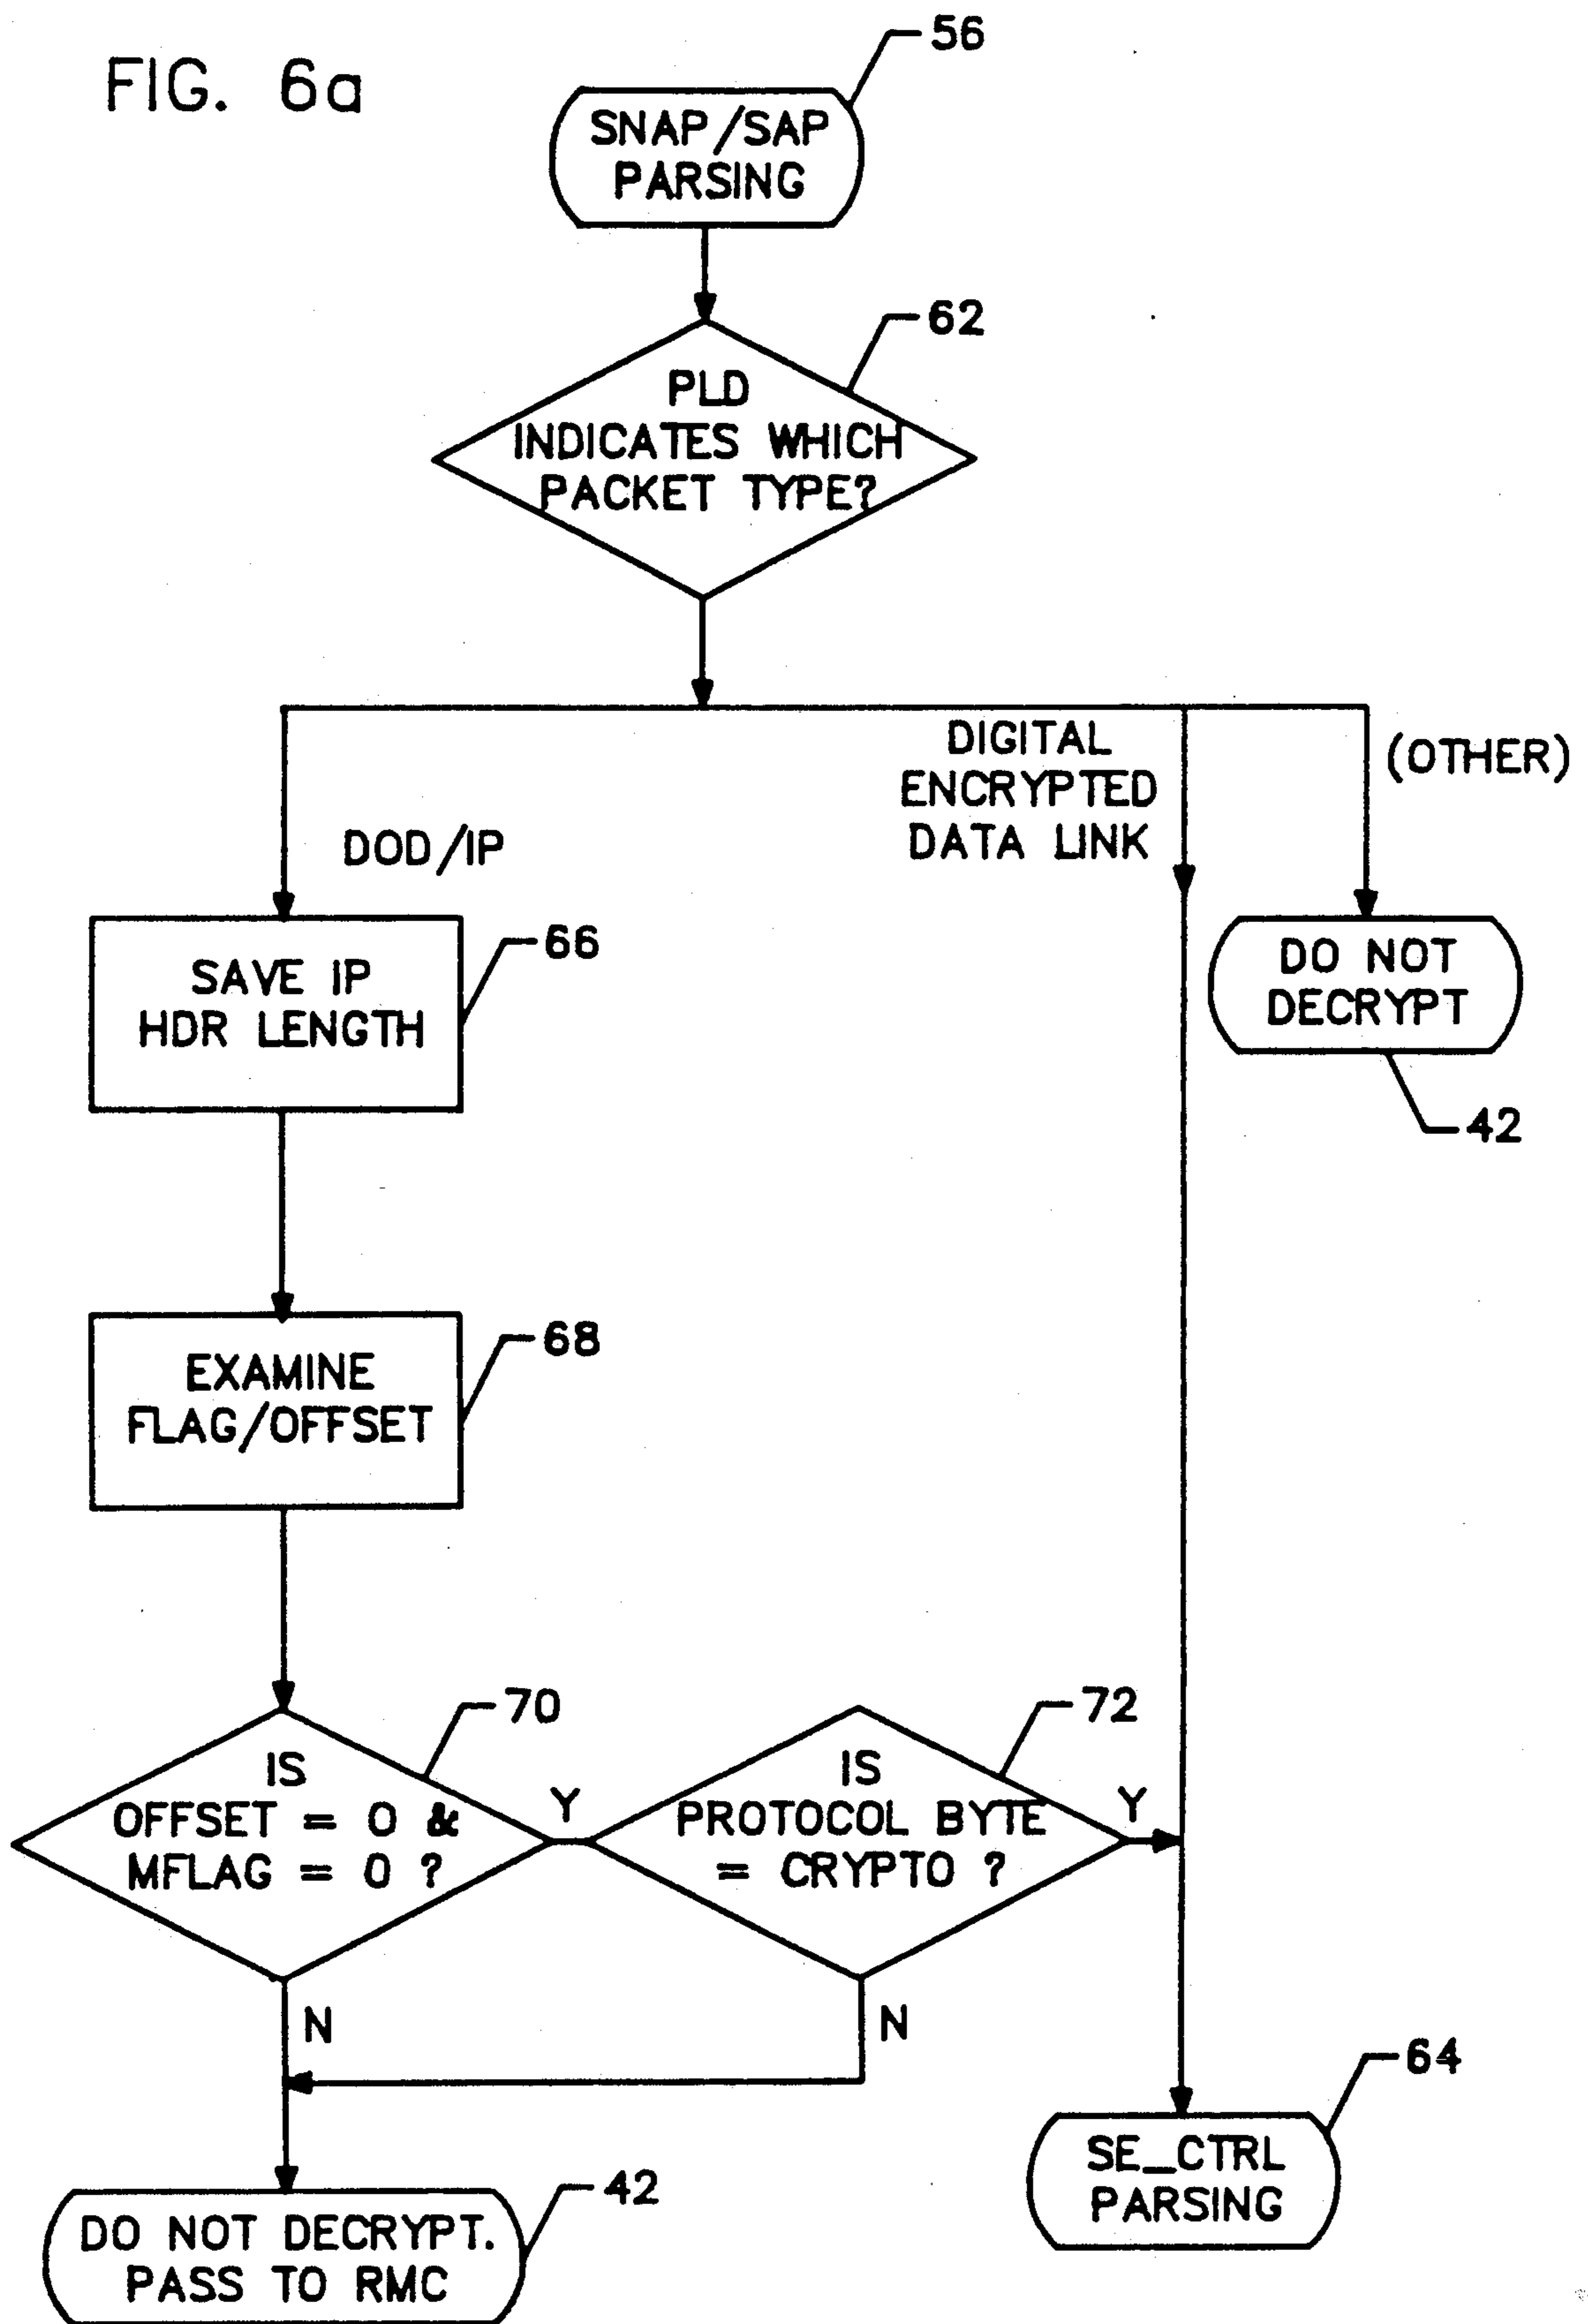 FIG. 6a
56
SNAP/SAP
PARSING
62
PLD
INDICATES WHICH
PACKET TYPE?
DIGITAL
ENCRYPTED
DATA LINK
(OTHER)
DOD/IP
66
SAVE IP
HDR LENGTH
DO NOT
DECRYPT
42
68
EXAMINE
FLAG/OFFSET
70
IS
OFFSET = 0 &
MFLAG = 0 ?
Y
72
IS
PROTOCOL BYTE
= CRYPTO ?
Y
N
N
64
SE_CTRL
PARSING
42
DO NOT DECRYPT.
PASS TO RMC